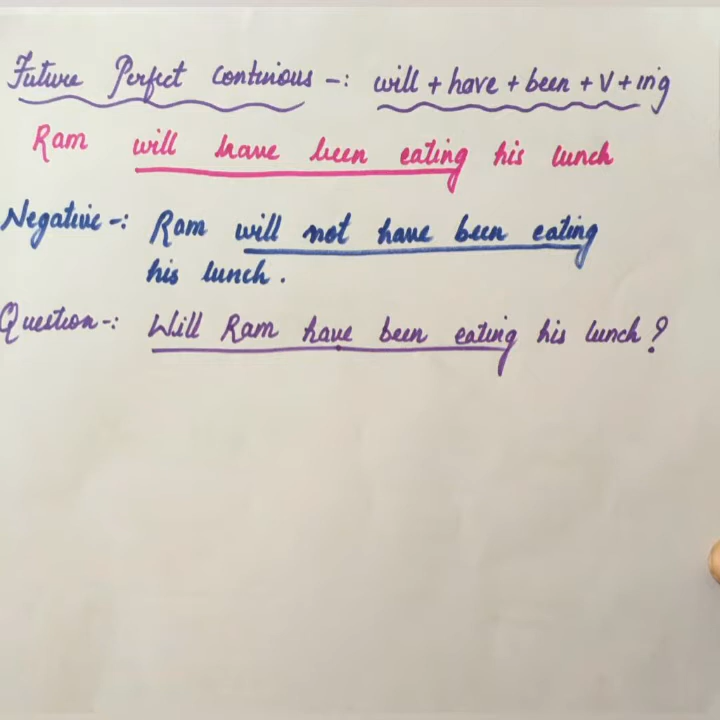 Future Perfect Continious -: will + have + been + V + ing
Ram will have been eating his lunch
Negative -: Ram will not have been eating
his lunch.
Question -: Will Ram have been eating his lunch?